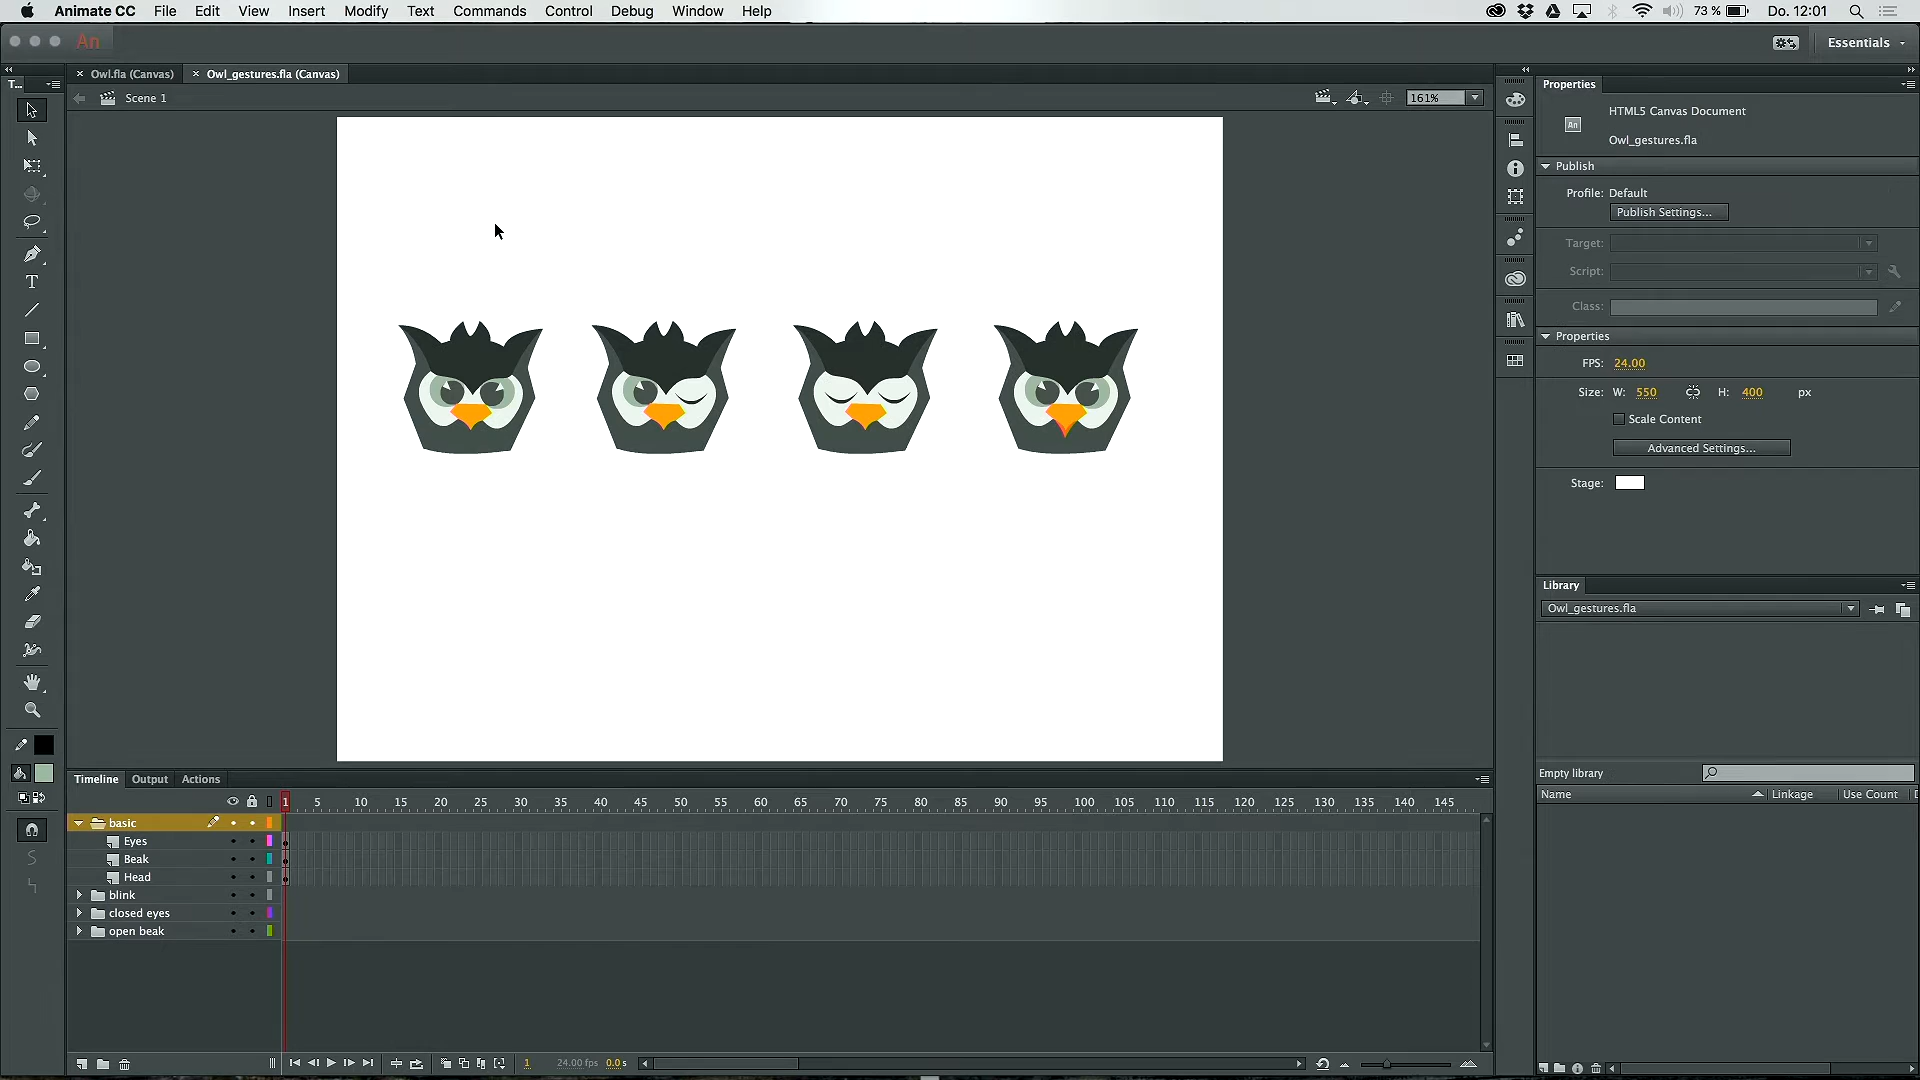 Animate CC File Edit View Insert Modify Text Commands Control Debug Window Help 73 % Do. 12:01
An Essentials
Owl.fla (Canvas) Owl_gestures.fla (Canvas)
T...
Scene 1 161%
Properties
HTML5 Canvas Document
An
Owl_gestures.fla
Publish
Profile: Default
Publish Settings...
Target:
Script:
Class:
Properties
FPS: 24.00
Size: W: 550 H: 400 px
Scale Content
Advanced Settings...
Stage:
Library
Owl_gestures.fla
Empty library
Name Linkage Use Count
Timeline Output Actions
1 5 10 15 20 25 30 35 40 45 50 55 60 65 70 75 80 85 90 95 100 105 110 115 120 125 130 135 140 145
basic
Eyes
Beak
Head
blink
closed eyes
open beak
1 24.00 fps 0.0 s